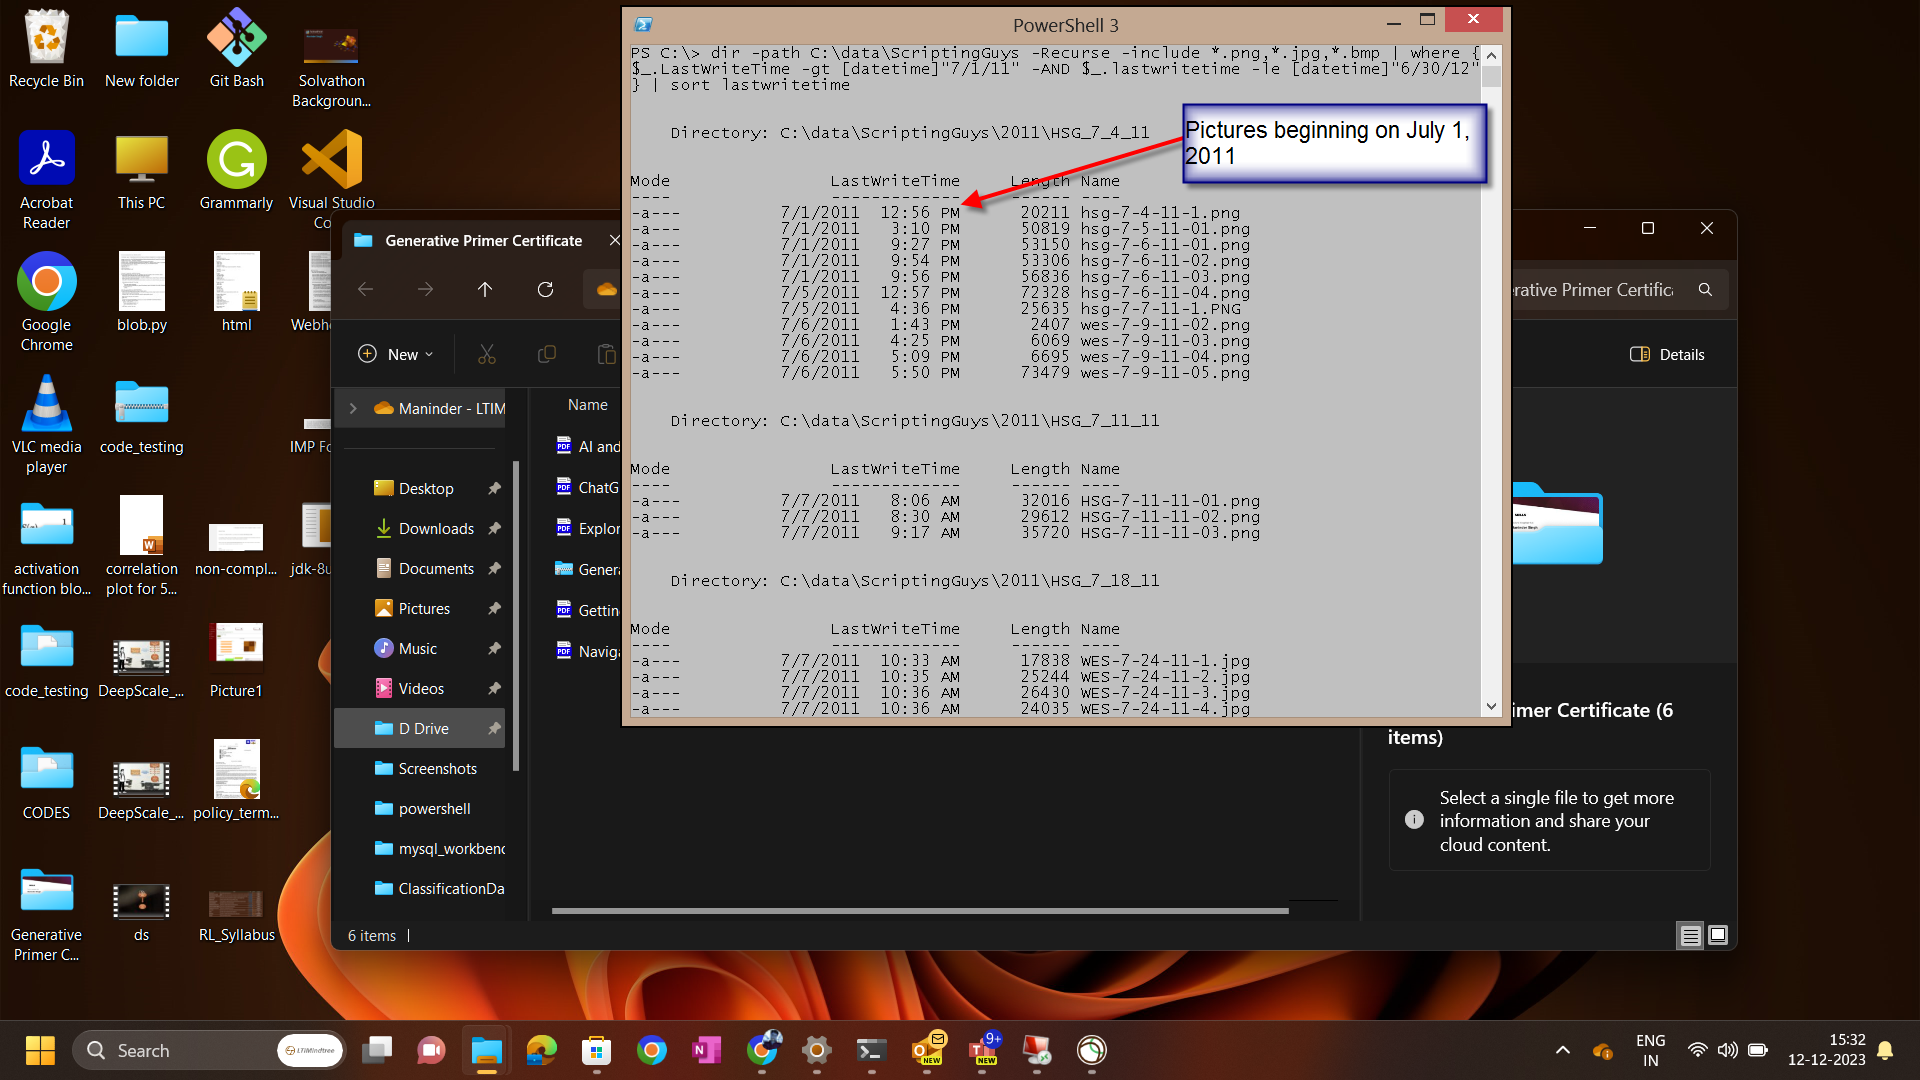 Recycle Bin
New folder
Git Bash
Solvathon
Backgroun...
Acrobat
Reader
This PC
Grammarly
Visual Studio
Co
Google
Chrome
blob.py
html
Webh
VLC media
player
code_testing
IMP Fo
activation
function blo...
correlation
plot for 5...
non-compl...
jdk-8u
code_testing
DeepScale_...
Picture1
CODES
DeepScale_...
policy_term...
Generative
Primer C...
ds
RL_Syllabus
PowerShell 3
PS C:\> dir -path C:\data\ScriptingGuys -Recurse -include *.png,*.jpg,*.bmp | where {
$_.LastWriteTime -gt [datetime]"7/1/11" -AND $_.lastwritetime -le [datetime]"6/30/12"
} | sort lastwritetime
Pictures beginning on July 1,
2011
Directory: C:\data\ScriptingGuys\2011\HSG_7_4_11
Mode LastWriteTime Length Name
---- ------------- ------ ----
-a--- 7/1/2011 12:56 PM 20211 hsg-7-4-11-1.png
-a--- 7/1/2011 3:10 PM 50819 hsg-7-5-11-01.png
-a--- 7/1/2011 9:27 PM 53150 hsg-7-6-11-01.png
-a--- 7/1/2011 9:54 PM 53306 hsg-7-6-11-02.png
-a--- 7/1/2011 9:56 PM 56836 hsg-7-6-11-03.png
-a--- 7/5/2011 12:57 PM 72328 hsg-7-6-11-04.png
-a--- 7/5/2011 4:36 PM 25635 hsg-7-7-11-1.PNG
-a--- 7/6/2011 1:43 PM 2407 wes-7-9-11-02.png
-a--- 7/6/2011 4:25 PM 6069 wes-7-9-11-03.png
-a--- 7/6/2011 5:09 PM 6695 wes-7-9-11-04.png
-a--- 7/6/2011 5:50 PM 73479 wes-7-9-11-05.png
Directory: C:\data\ScriptingGuys\2011\HSG_7_11_11
Mode LastWriteTime Length Name
---- ------------- ------ ----
-a--- 7/7/2011 8:06 AM 32016 HSG-7-11-11-01.png
-a--- 7/7/2011 8:30 AM 29612 HSG-7-11-11-02.png
-a--- 7/7/2011 9:17 AM 35720 HSG-7-11-11-03.png
Directory: C:\data\ScriptingGuys\2011\HSG_7_18_11
Mode LastWriteTime Length Name
---- ------------- ------ ----
-a--- 7/7/2011 10:33 AM 17838 WES-7-24-11-1.jpg
-a--- 7/7/2011 10:35 AM 25244 WES-7-24-11-2.jpg
-a--- 7/7/2011 10:36 AM 26430 WES-7-24-11-3.jpg
-a--- 7/7/2011 10:36 AM 24035 WES-7-24-11-4.jpg
Generative Primer Certificate
rative Primer Certifica
New
Details
Maninder - LTIM
Desktop
Downloads
Documents
Pictures
Music
Videos
D Drive
Screenshots
powershell
mysql_workbenc
ClassificationDa
Name
AI and
ChatG
Explor
Genera
Getting
Naviga
imer Certificate (6
items)
Select a single file to get more
information and share your
cloud content.
6 items
Search
LTIMindtree
NEW
9+
NEW
ENG
IN
15:32
12-12-2023